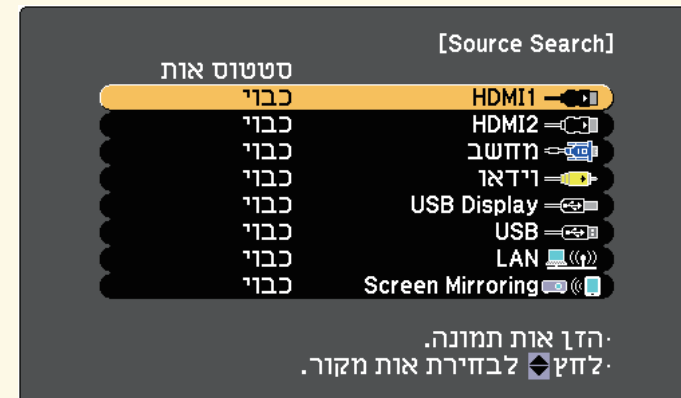 [Source Search]
סטטוס אות
HDMI1 כבוי
HDMI2 כבוי
מחשב כבוי
וידאו כבוי
USB Display כבוי
USB כבוי
LAN כבוי
Screen Mirroring כבוי
·הזן אות תמונה.
·לחץ לבחירת אות מקור.